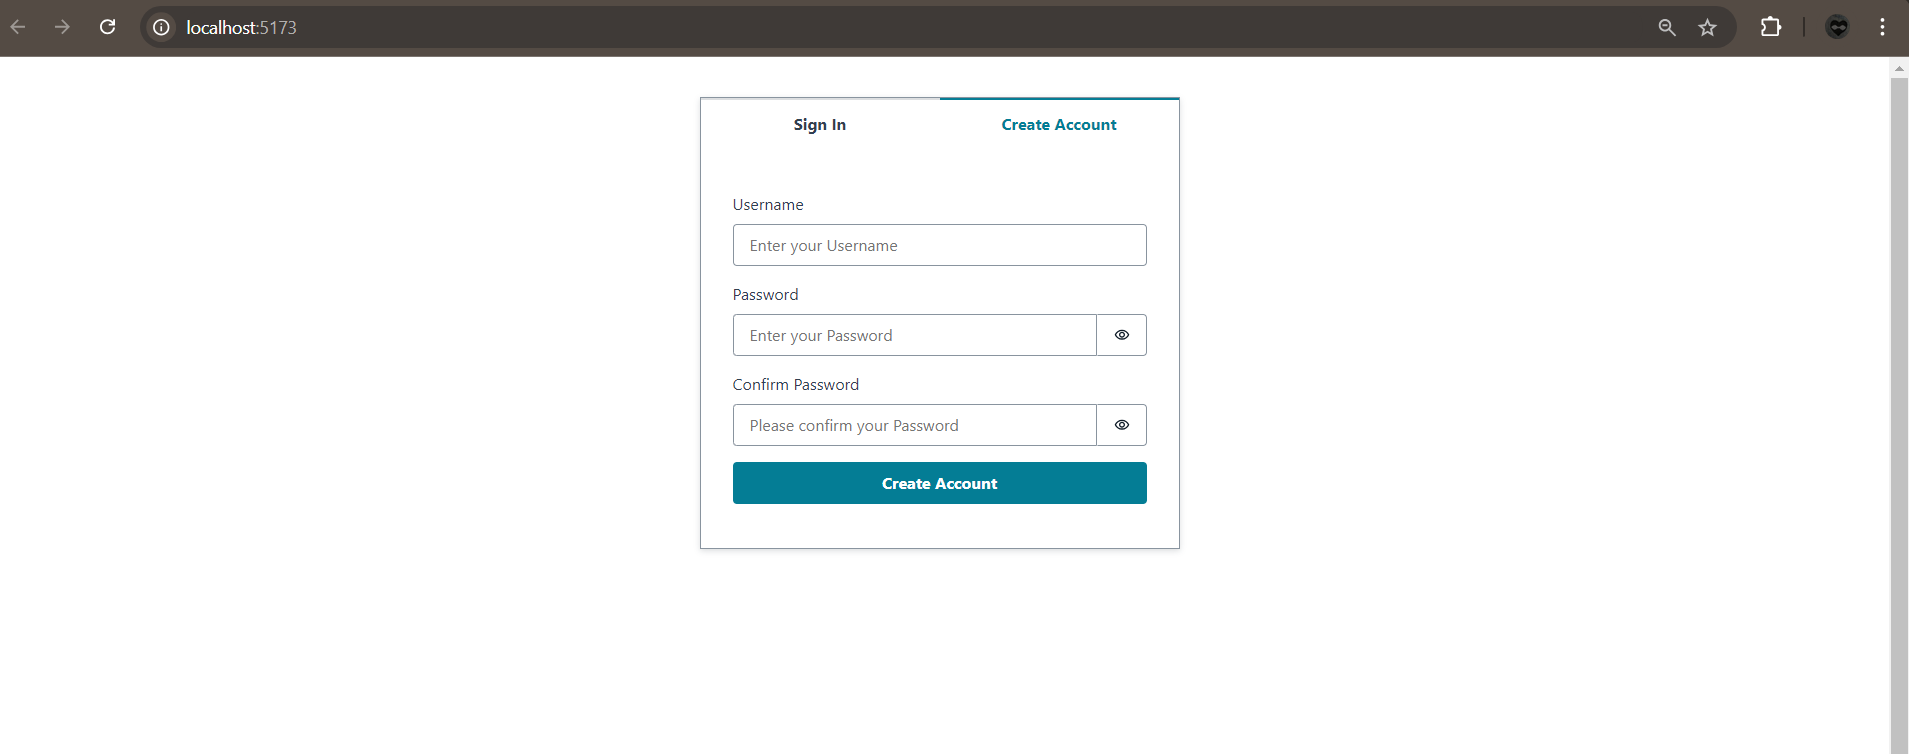 localhost:5173
Sign In Create Account
Username
Enter your Username
Password
Enter your Password
Confirm Password
Please confirm your Password
Create Account